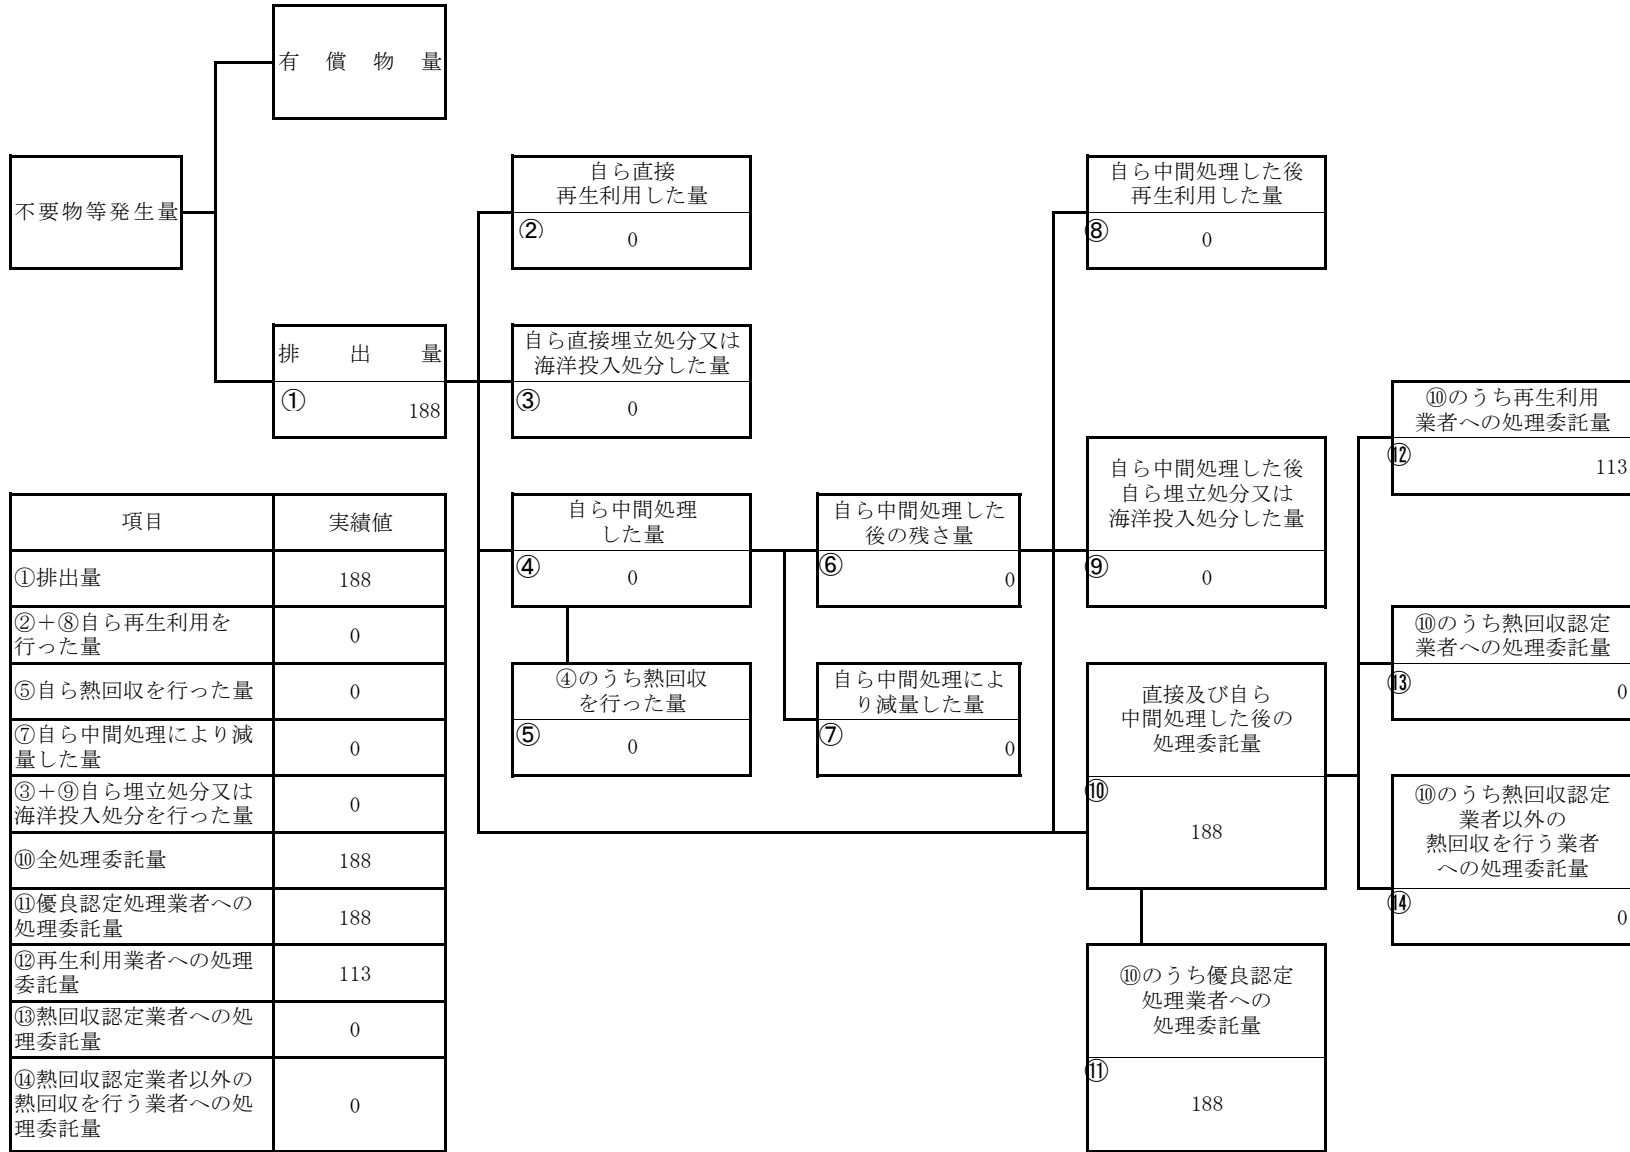 有償物量
不要物等発生量
排出量
① 188
自ら直接
再生利用した量
② 0
自ら直接埋立処分又は
海洋投入処分した量
③ 0
自ら中間処理
した量
④ 0
④のうち熱回収
を行った量
⑤ 0
自ら中間処理した
後の残さ量
⑥ 0
自ら中間処理によ
り減量した量
⑦ 0
自ら中間処理した後
再生利用した量
⑧ 0
自ら中間処理した後
自ら埋立処分又は
海洋投入処分した量
⑨ 0
直接及び自ら
中間処理した後の
処理委託量
⑩
188
⑩のうち優良認定
処理業者への
処理委託量
⑪
188
⑩のうち再生利用
業者への処理委託量
⑫ 113
⑩のうち熱回収認定
業者への処理委託量
⑬ 0
⑩のうち熱回収認定
業者以外の
熱回収を行う業者
への処理委託量
⑭ 0
項目 実績値
①排出量 188
②+⑧自ら再生利用を
行った量 0
⑤自ら熱回収を行った量 0
⑦自ら中間処理により減
量した量 0
③+⑨自ら埋立処分又は
海洋投入処分を行った量 0
⑩全処理委託量 188
⑪優良認定処理業者への
処理委託量 188
⑫再生利用業者への処理
委託量 113
⑬熱回収認定業者への処
理委託量 0
⑭熱回収認定業者以外の
熱回収を行う業者への処
理委託量 0